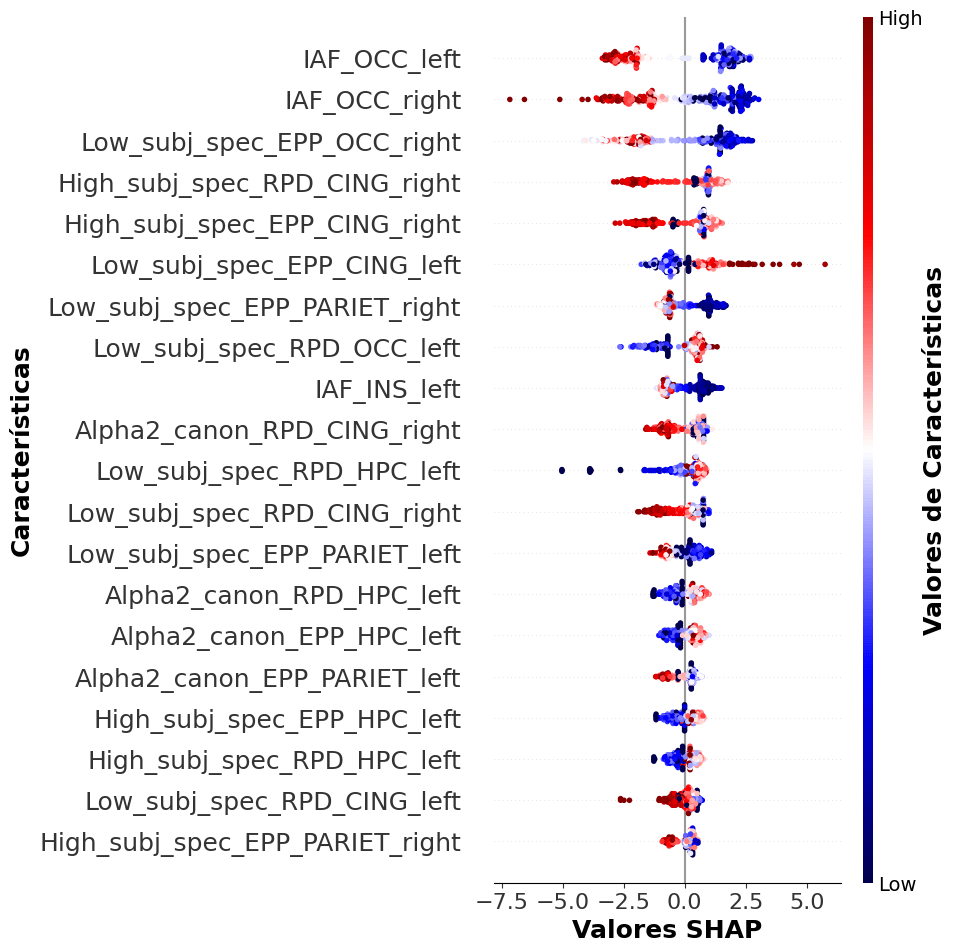 High
IAF_OCC_left
IAF_OCC_right
Low_subj_spec_EPP_OCC_right
High_subj_spec_RPD_CING_right
High_subj_spec_EPP_CING_right
Low_subj_spec_EPP_CING_left
Low_subj_spec_EPP_PARIET_right
Low_subj_spec_RPD_OCC_left
IAF_INS_left
Alpha2_canon_RPD_CING_right
Low_subj_spec_RPD_HPC_left
Low_subj_spec_RPD_CING_right
Low_subj_spec_EPP_PARIET_left
Alpha2_canon_RPD_HPC_left
Alpha2_canon_EPP_HPC_left
Alpha2_canon_EPP_PARIET_left
High_subj_spec_EPP_HPC_left
High_subj_spec_RPD_HPC_left
Low_subj_spec_RPD_CING_left
High_subj_spec_EPP_PARIET_right
Características
Valores de Características
Low
−7.5 −5.0 −2.5 0.0 2.5 5.0
Valores SHAP